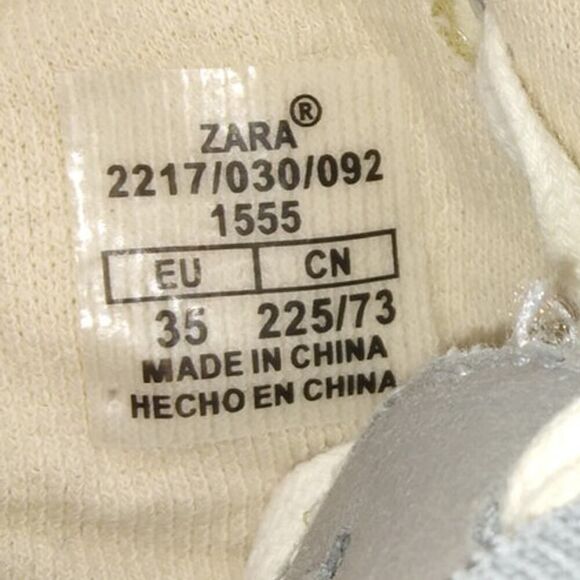 ZARA®
2217/030/092
1555
EU CN
35 225/73
MADE IN CHINA
HECHO EN CHINA